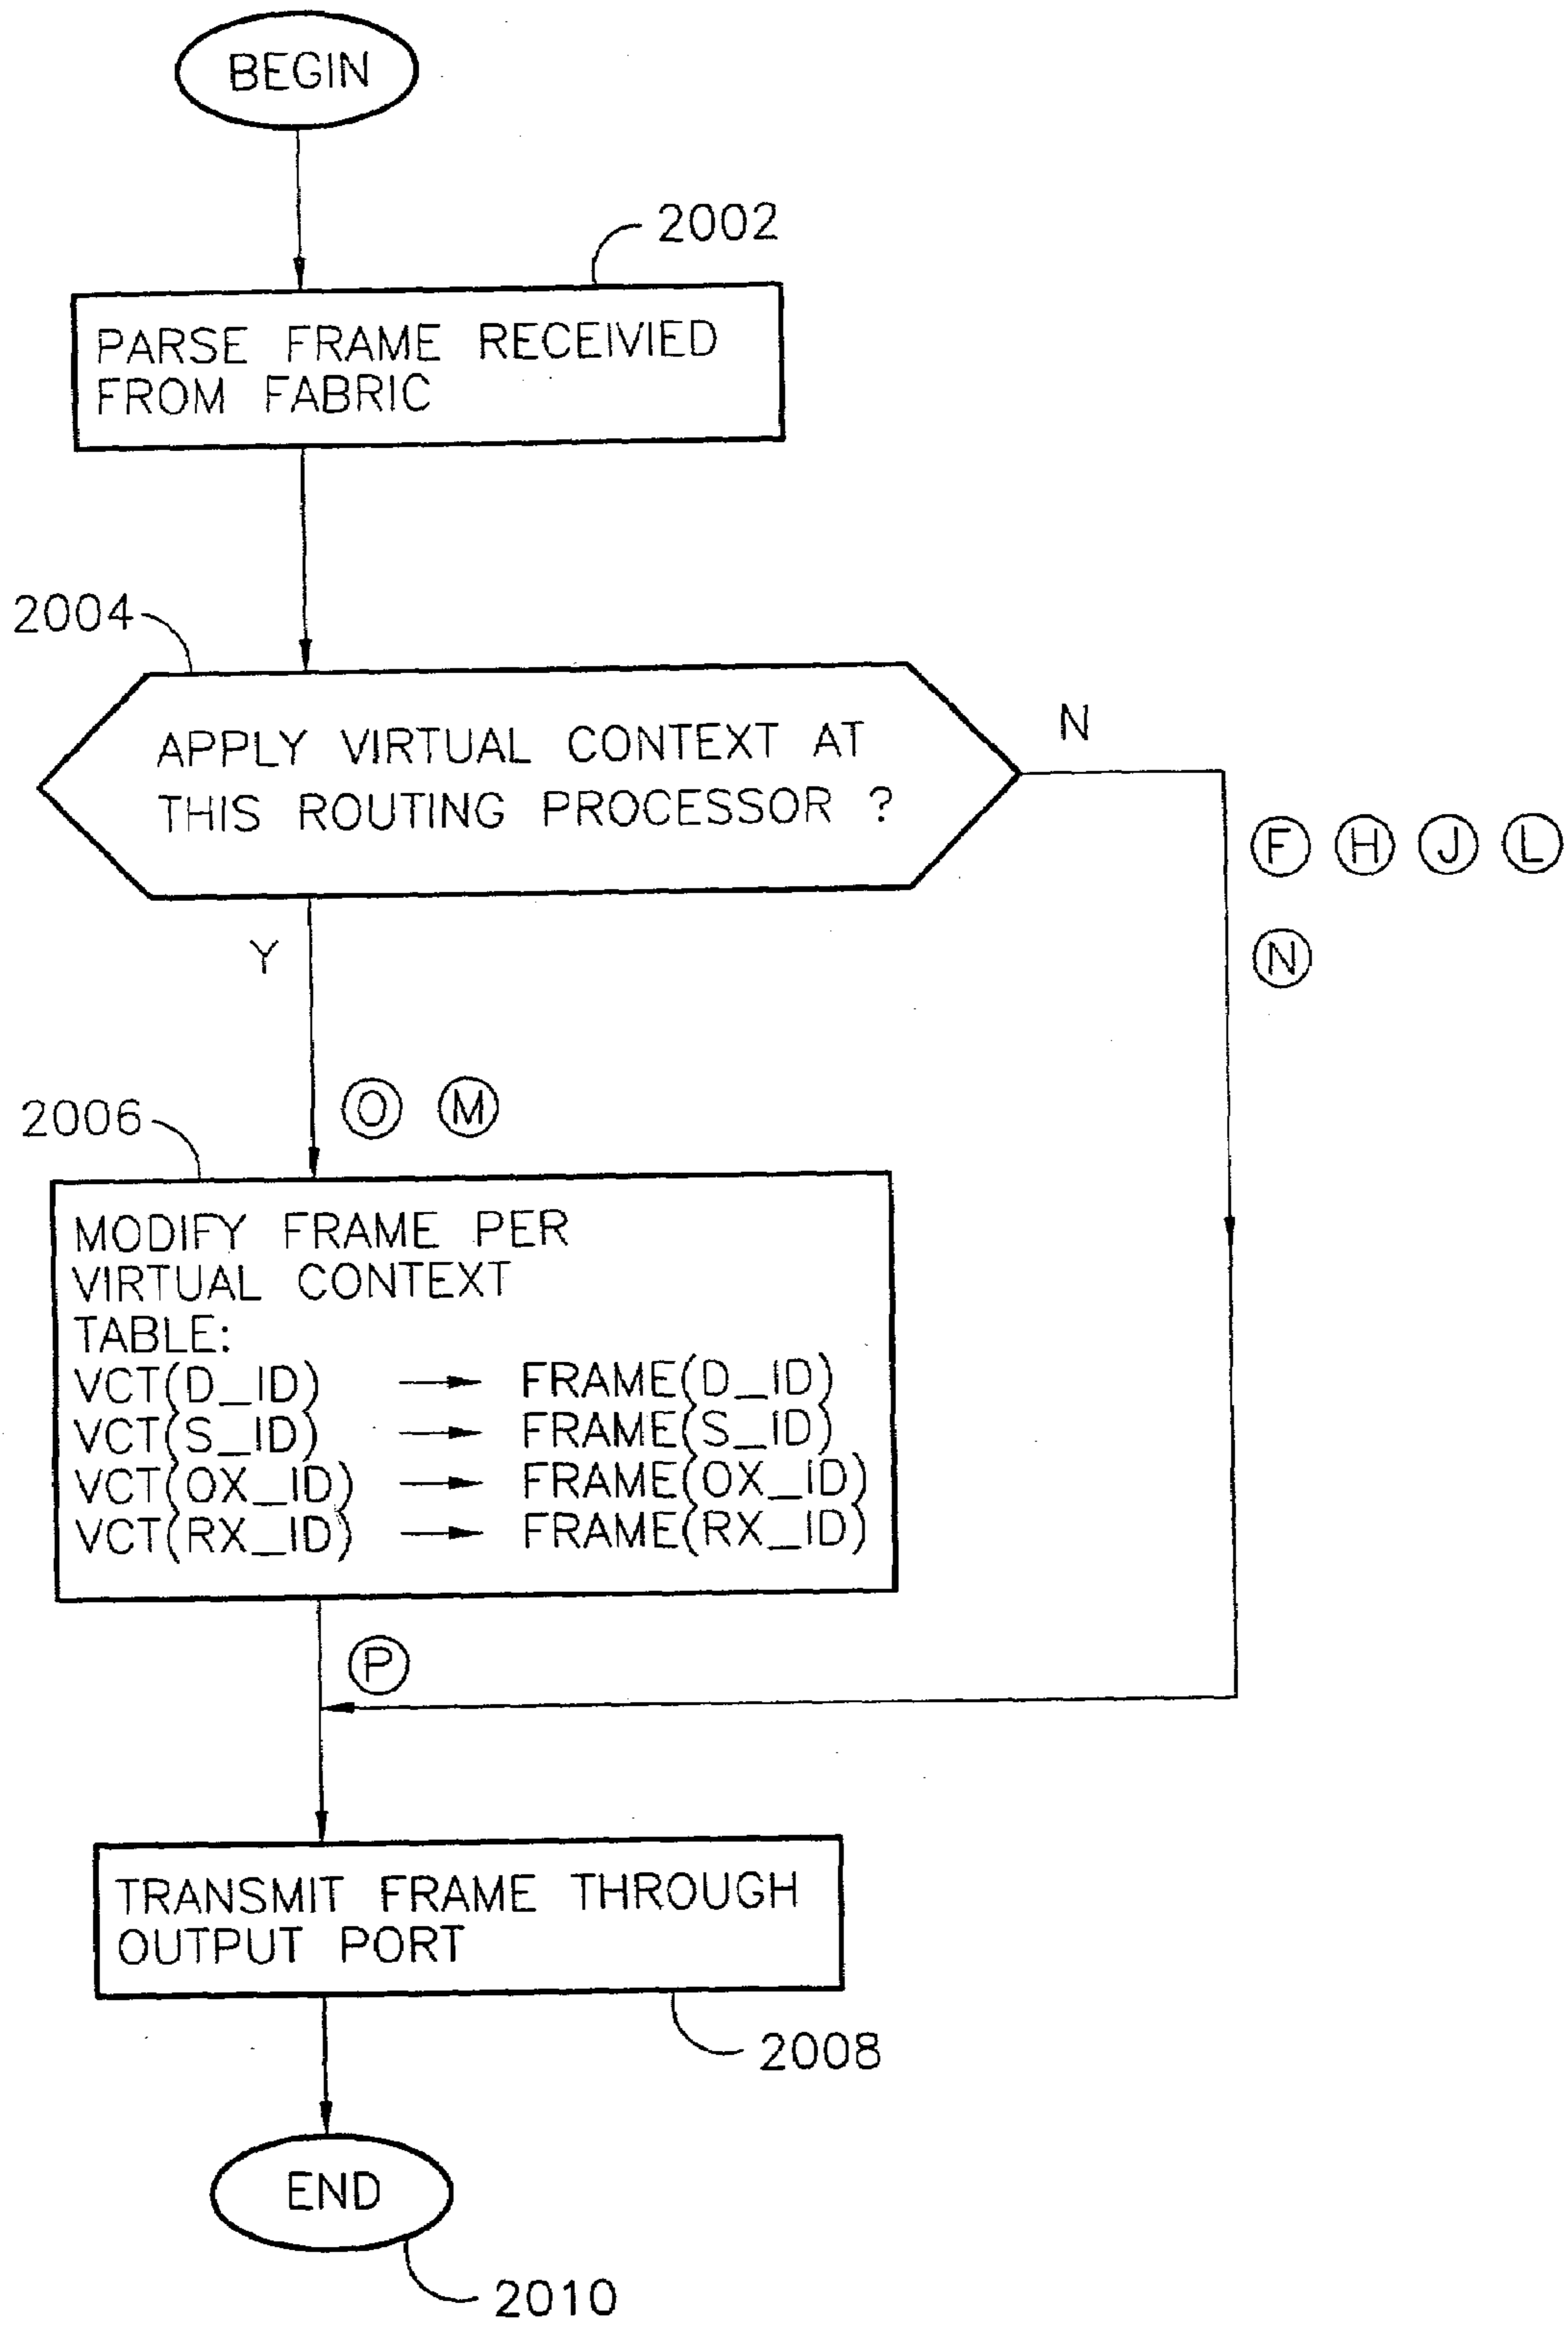 BEGIN
2002
PARSE FRAME RECEIVIED
FROM FABRIC
2004
APPLY VIRTUAL CONTEXT AT
THIS ROUTING PROCESSOR ?
N
F H J L
N
Y
O M
2006
MODIFY FRAME PER
VIRTUAL CONTEXT
TABLE:
VCT(D_ID) → FRAME(D_ID)
VCT(S_ID) → FRAME(S_ID)
VCT(OX_ID) → FRAME(OX_ID)
VCT(RX_ID) → FRAME(RX_ID)
P
TRANSMIT FRAME THROUGH
OUTPUT PORT
2008
END
2010